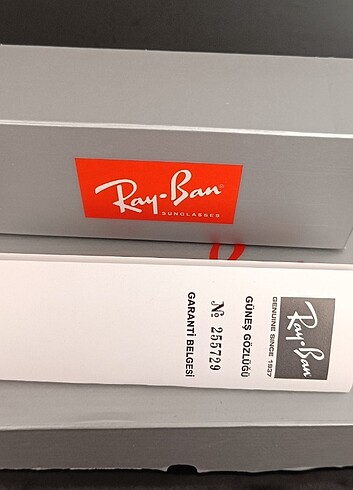 Ray-Ban®
SUNGLASSES
Ray-Ban
GENUINE SINCE 1937
GÜNEŞ GÖZLÜĞÜ
№ 255729
GARANTİ BELGESİ